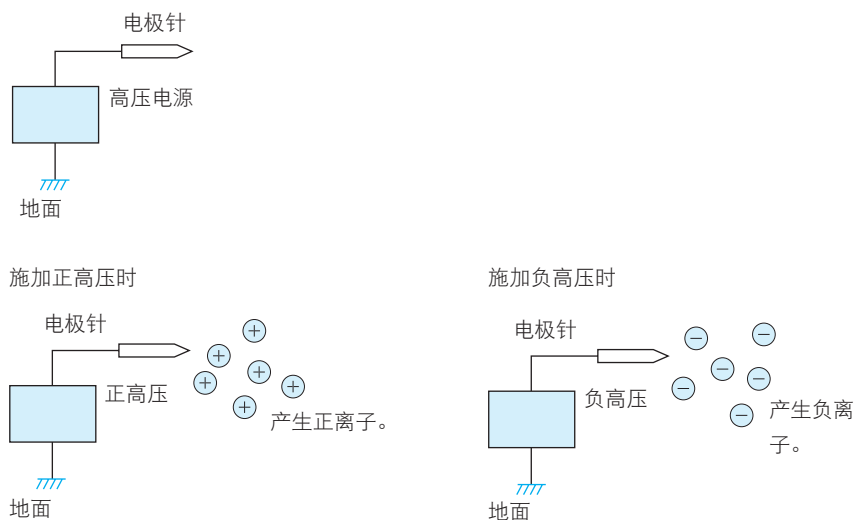 电极针
高压电源
地面
施加正高压时
电极针
正高压
产生正离子。
地面
施加负高压时
电极针
负高压
产生负离
子。
地面